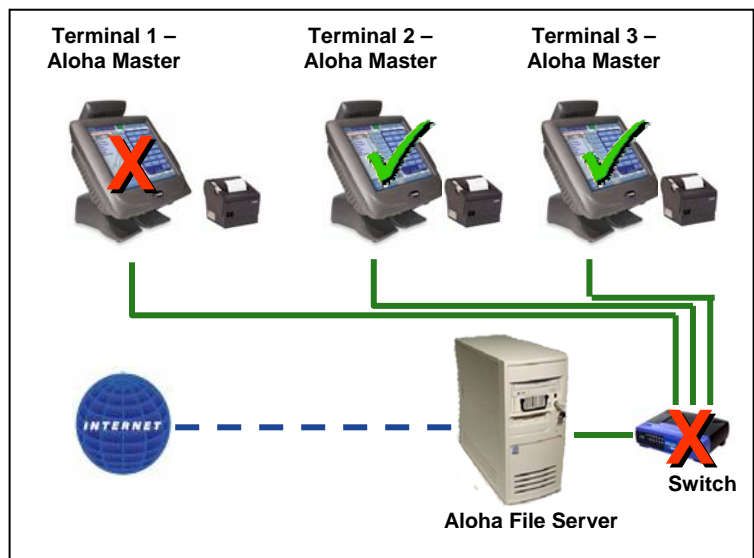 Terminal 1 –
Aloha Master
Terminal 2 –
Aloha Master
Terminal 3 –
Aloha Master
X
INTERNET
X
Switch
Aloha File Server